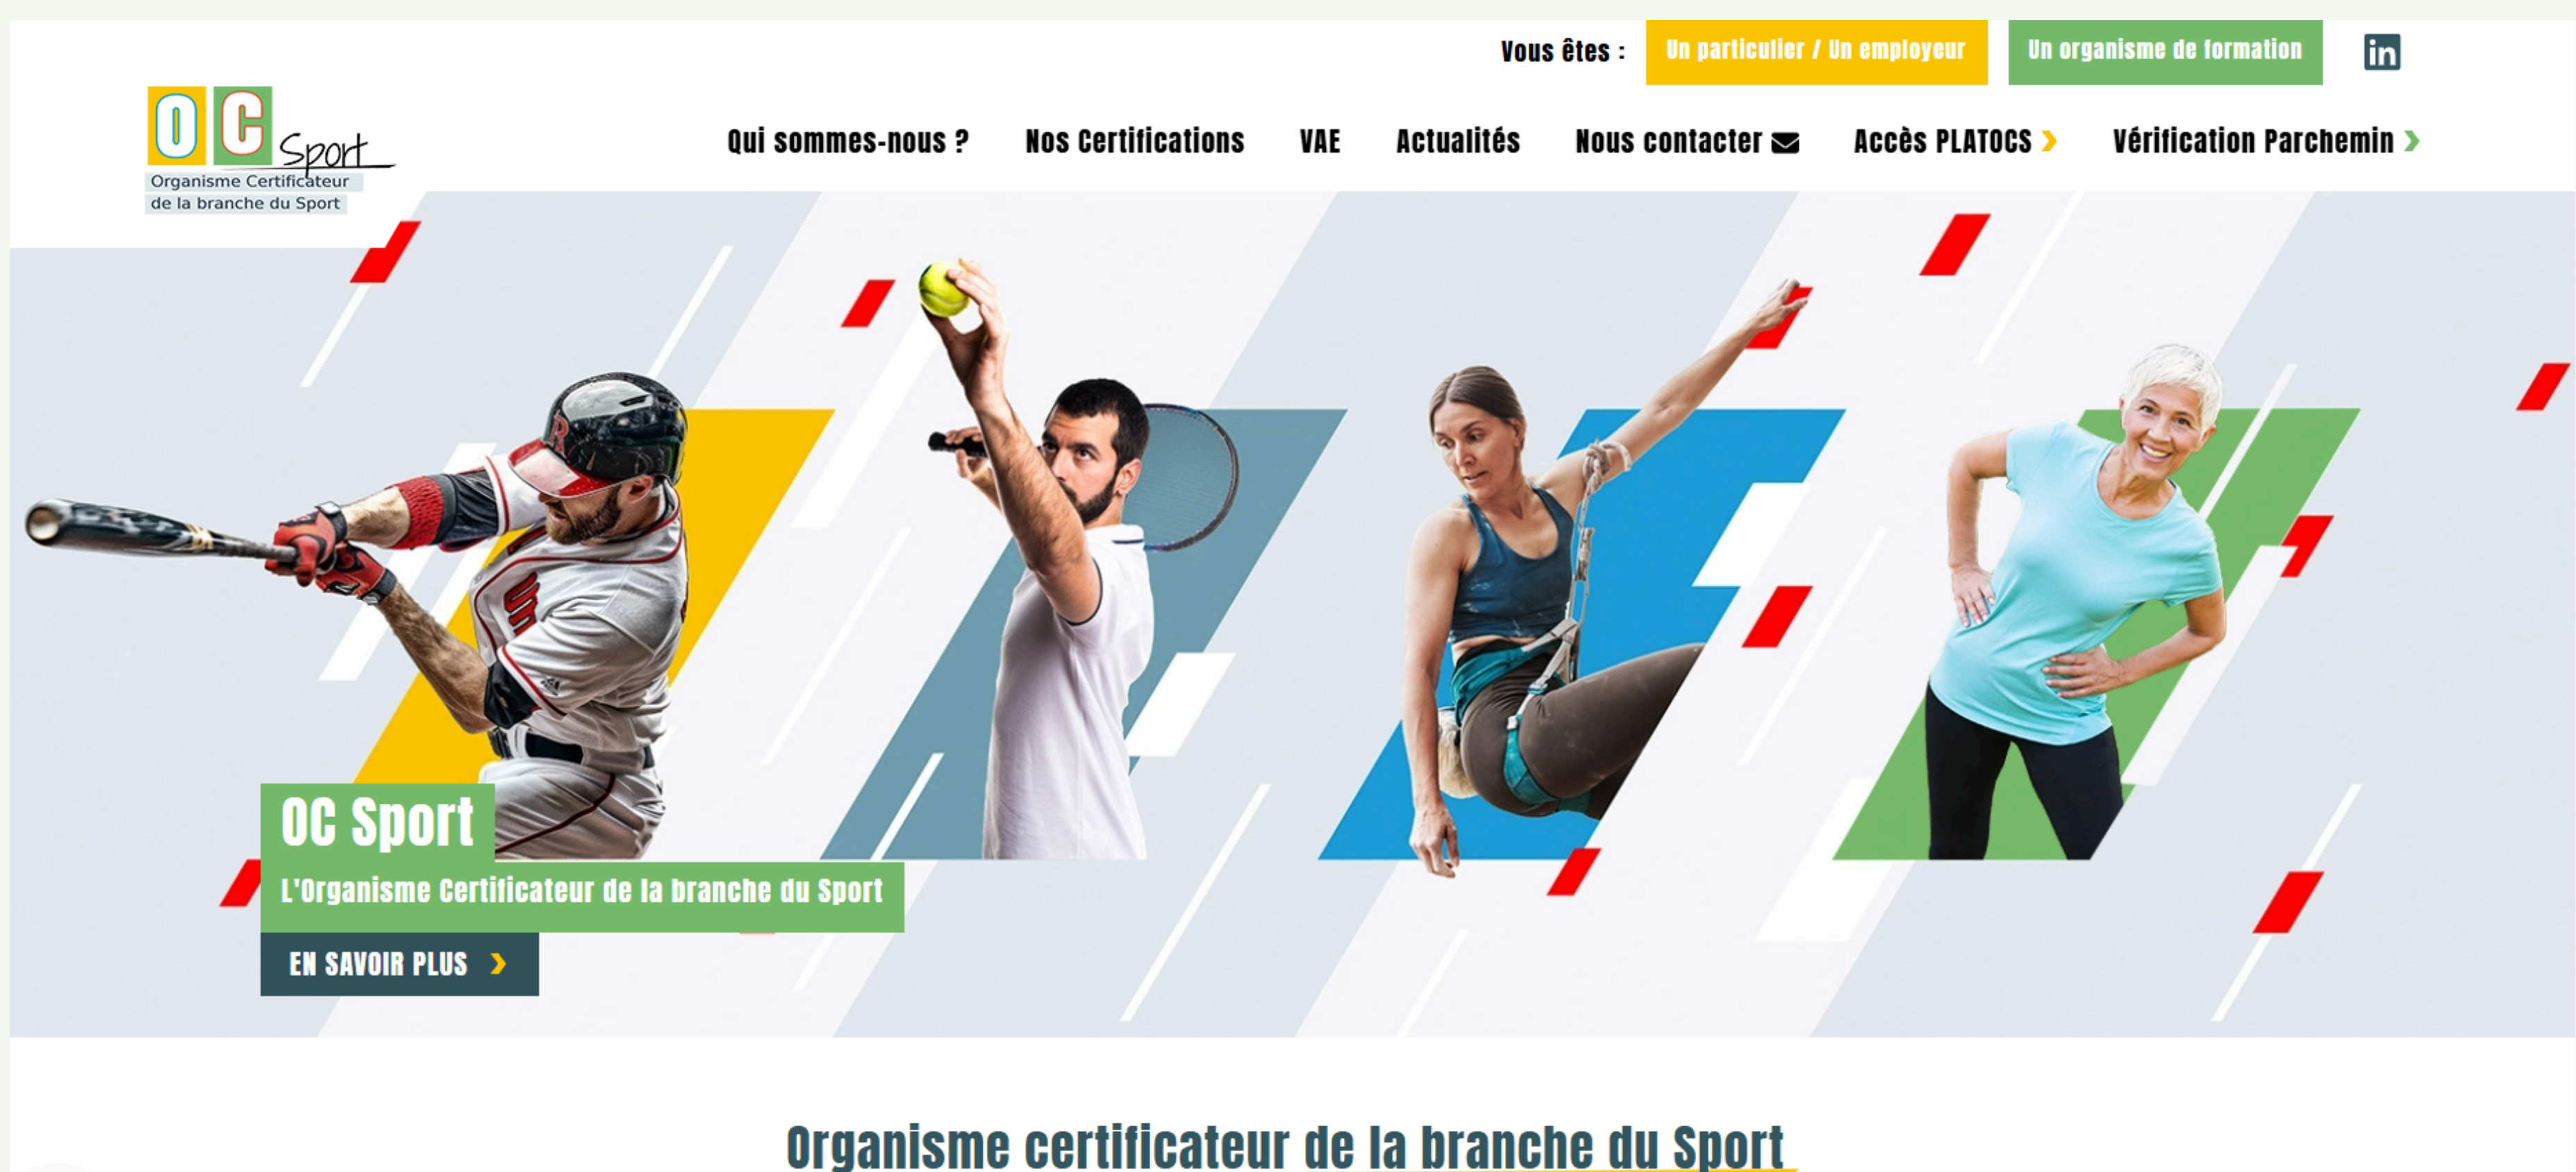 Vous êtes :
Un particulier / Un employeur
Un organisme de formation
in
OC Sport
Organisme Certificateur
de la branche du Sport
Qui sommes-nous ?
Nos Certifications
VAE
Actualités
Nous contacter
Accès PLATOCS
Vérification Parchemin
R
OC Sport
L'Organisme Certificateur de la branche du Sport
EN SAVOIR PLUS
Organisme certificateur de la branche du Sport